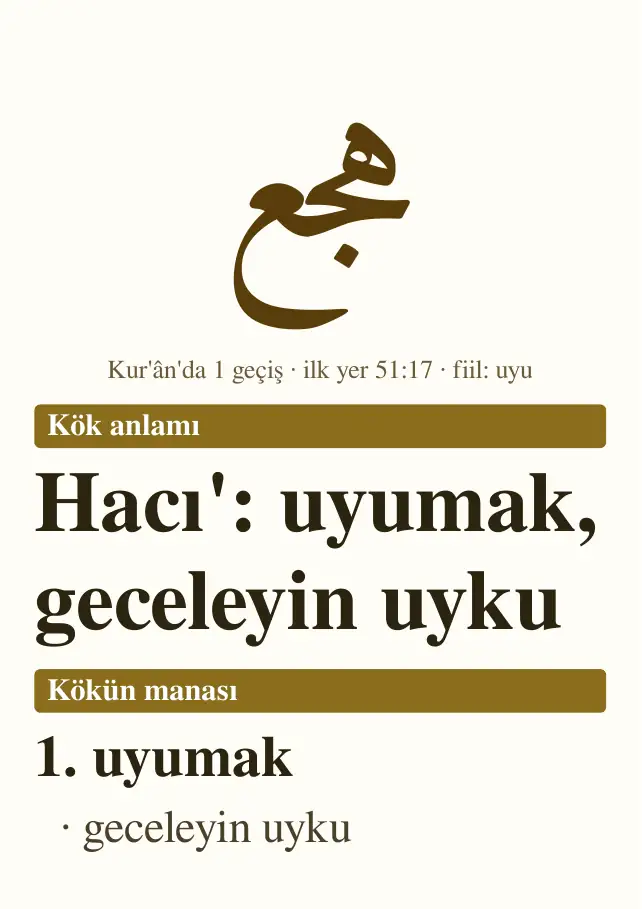 هجع
Kur'ân'da 1 geçiş · ilk yer 51:17 · fiil: uyu
Kök anlamı
Hacı': uyumak,
geceleyin uyku
Kökün manası
1. uyumak
· geceleyin uyku